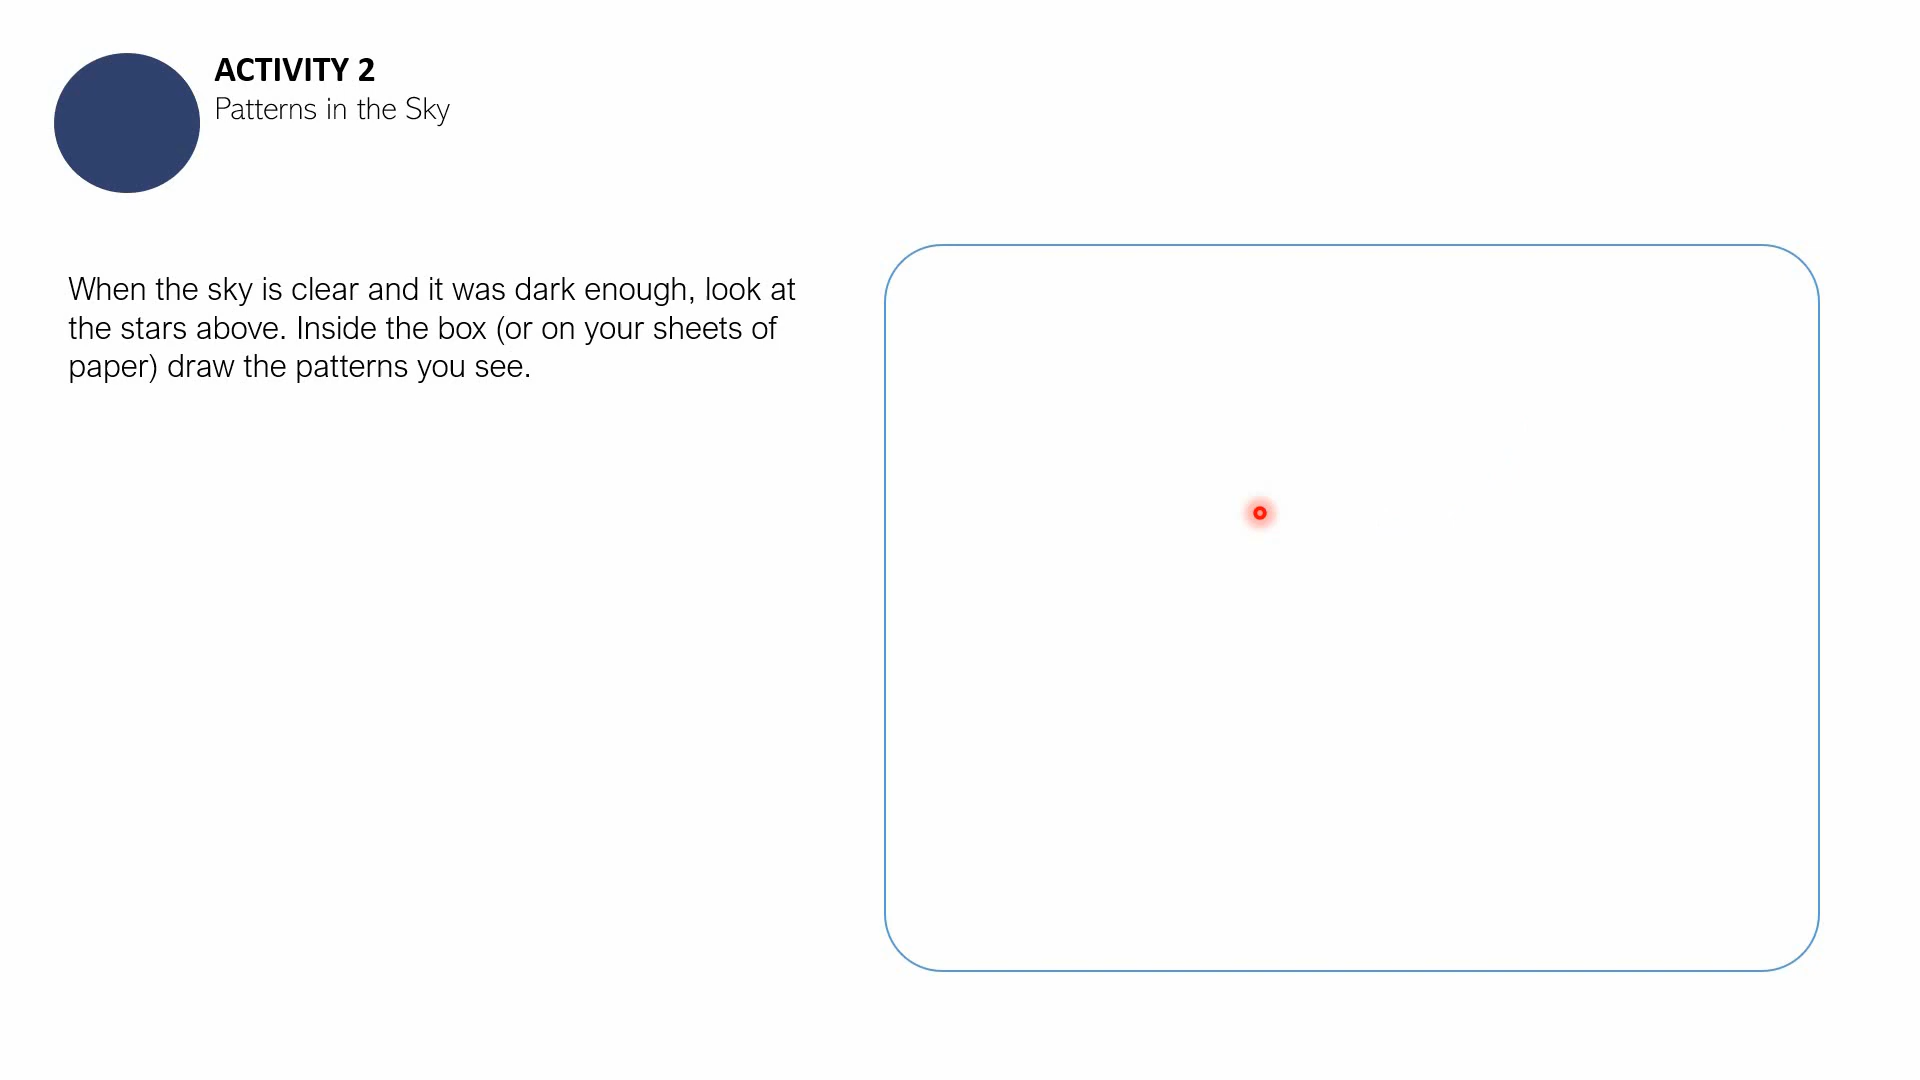 ACTIVITY 2
Patterns in the Sky
When the sky is clear and it was dark enough, look at
the stars above. Inside the box (or on your sheets of
paper) draw the patterns you see.